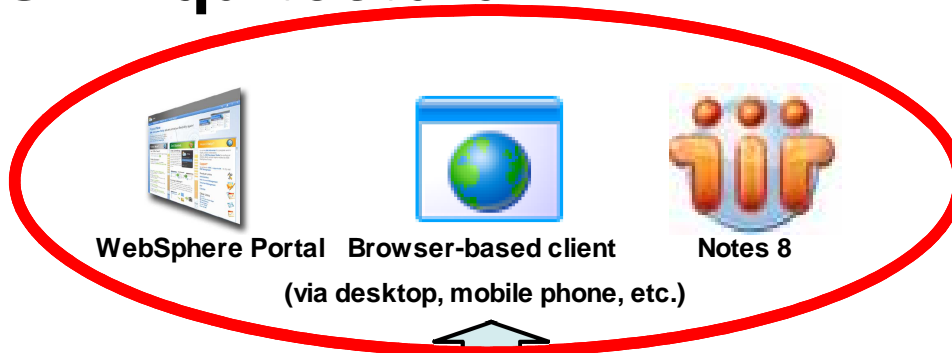 WebSphere Portal Browser-based client Notes 8
(via desktop, mobile phone, etc.)